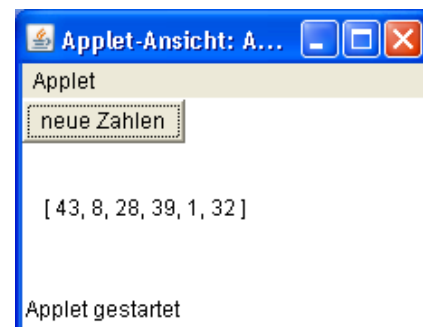 Applet-Ansicht: A...
Applet
neue Zahlen
[ 43, 8, 28, 39, 1, 32 ]
Applet gestartet